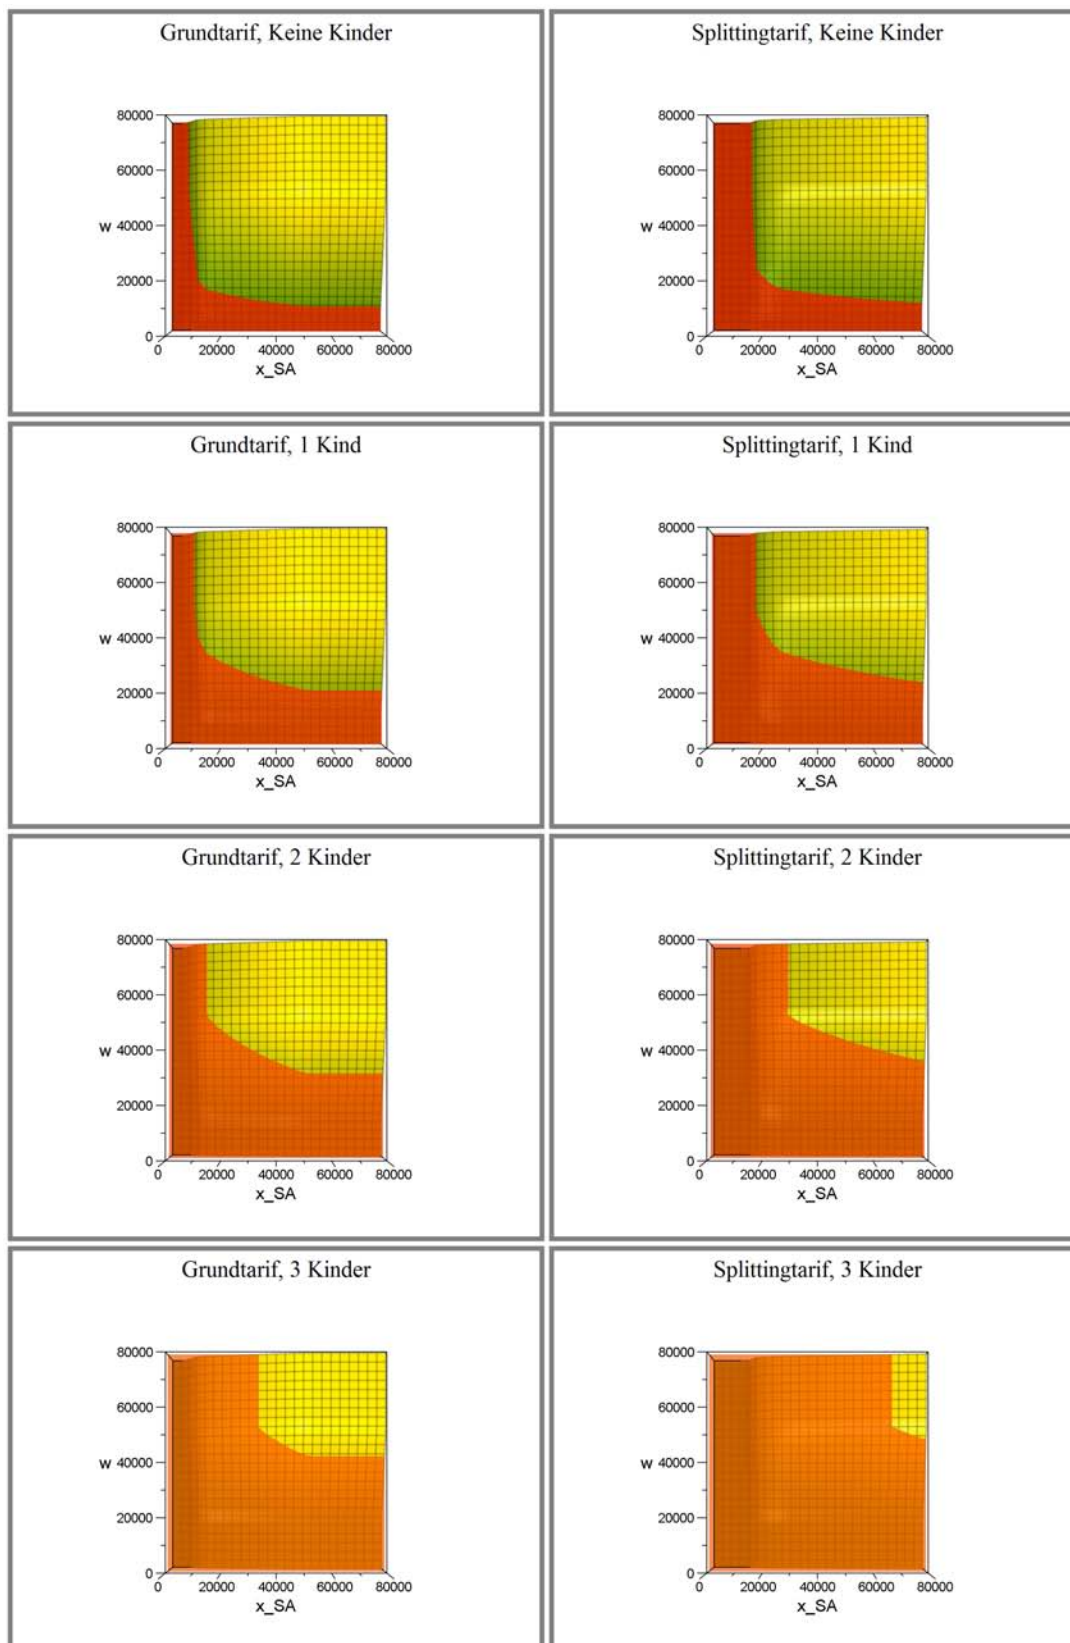 Grundtarif, Keine Kinder
80000
60000
w 40000
20000
0
0 20000 40000 60000 80000
x_SA
Splittingtarif, Keine Kinder
80000
60000
w 40000
20000
0
0 20000 40000 60000 80000
x_SA
Grundtarif, 1 Kind
80000
60000
w 40000
20000
0
0 20000 40000 60000 80000
x_SA
Splittingtarif, 1 Kind
80000
60000
w 40000
20000
0
0 20000 40000 60000 80000
x_SA
Grundtarif, 2 Kinder
80000
60000
w 40000
20000
0
0 20000 40000 60000 80000
x_SA
Splittingtarif, 2 Kinder
80000
60000
w 40000
20000
0
0 20000 40000 60000 80000
x_SA
Grundtarif, 3 Kinder
80000
60000
w 40000
20000
0
0 20000 40000 60000 80000
x_SA
Splittingtarif, 3 Kinder
80000
60000
w 40000
20000
0
0 20000 40000 60000 80000
x_SA